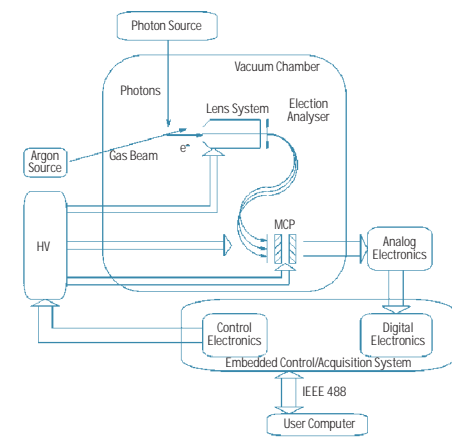 Photon Source
Vacuum Chamber
Photons
Lens System
Election
Analyser
Argon
Source
Gas Beam
e-
HV
MCP
Analog
Electronics
Control
Electronics
Digital
Electronics
Embedded Control/Acquisition System
IEEE 488
User Computer